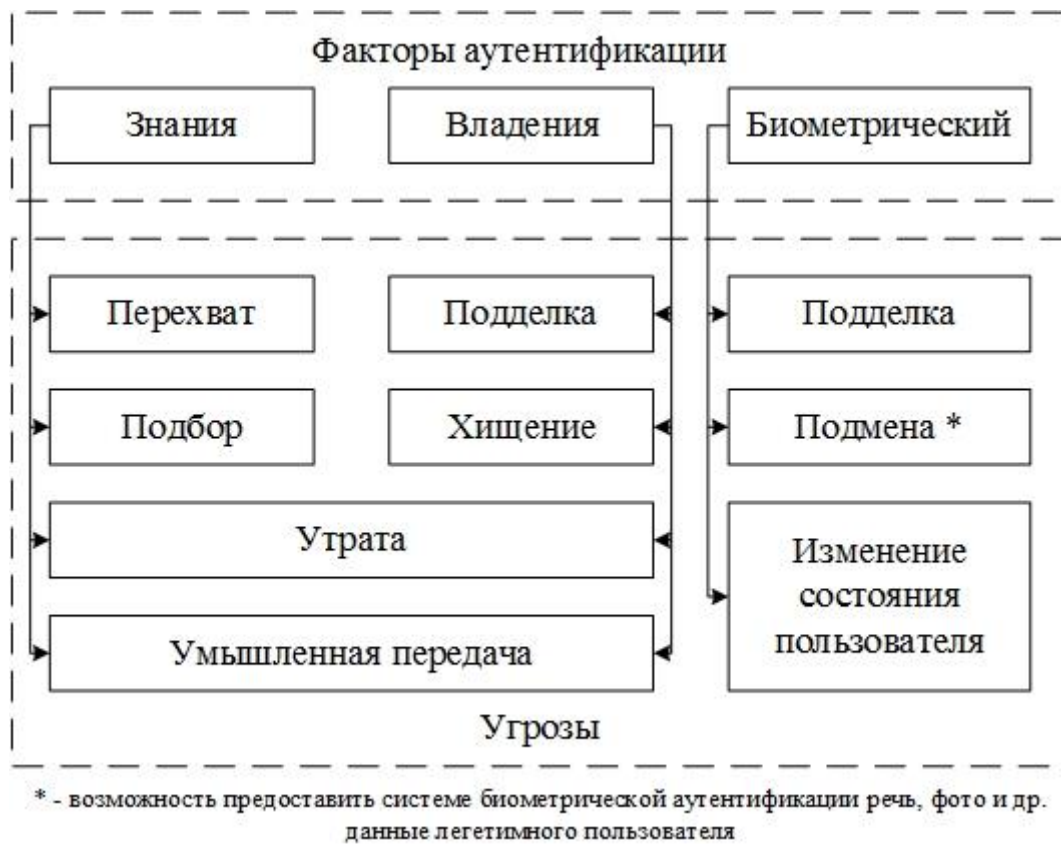 Факторы аутентификации
Знания
Владения
Биометрический
Перехват
Подделка
Подделка
Подбор
Хищение
Подмена *
Утрата
Изменение
состояния
пользователя
Умышленная передача
Угрозы
* - возможность предоставить системе биометрической аутентификации речь, фото и др.
данные легетимного пользователя